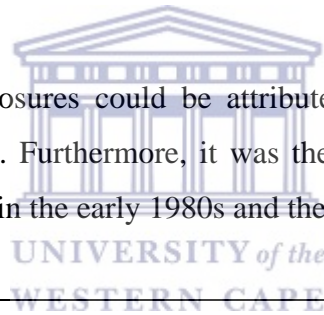 osures could be attribute
. Furthermore, it was the
in the early 1980s and the
UNIVERSITY of the
WESTERN CAPE